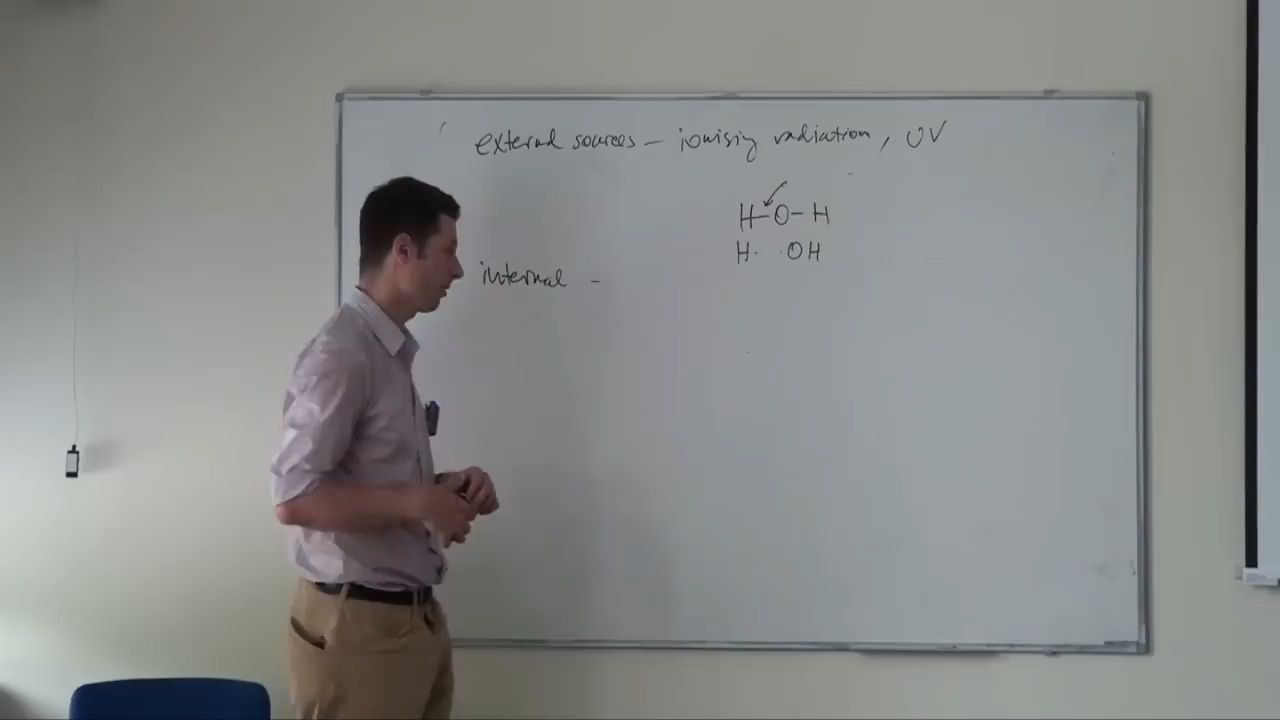 external sources – ionising radiation, UV
H–O–H
H· ·OH
internal -